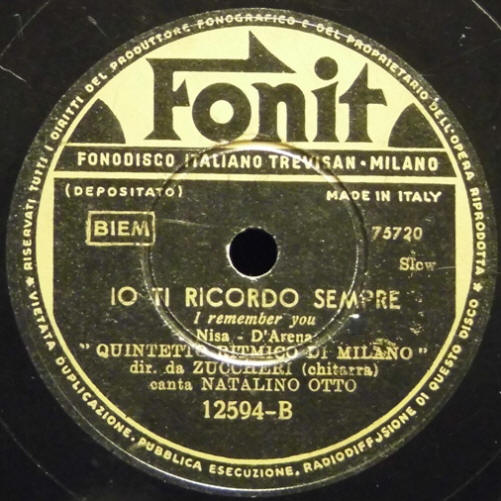 RISERVATI TUTTI I DIRITTI DEL PRODUTTORE FONOGRAFICO E DEL PROPRIETARIO DELL'OPERA RIPRODOTTA
Fonit
FONODISCO ITALIANO TREVISAN · MILANO
(DEPOSITATO) MADE IN ITALY
BIEM 75720
Slow
IO TI RICORDO SEMPRE
I remember you
Nisa - D'Arena
" QUINTETTO RITMICO DI MILANO "
dir. da ZUCCHERI (chitarra)
canta NATALINO OTTO
12594-B
★ VIETATA DUPLICAZIONE, PUBBLICA ESECUZIONE, RADIODIFFUSIONE DI QUESTO DISCO ★